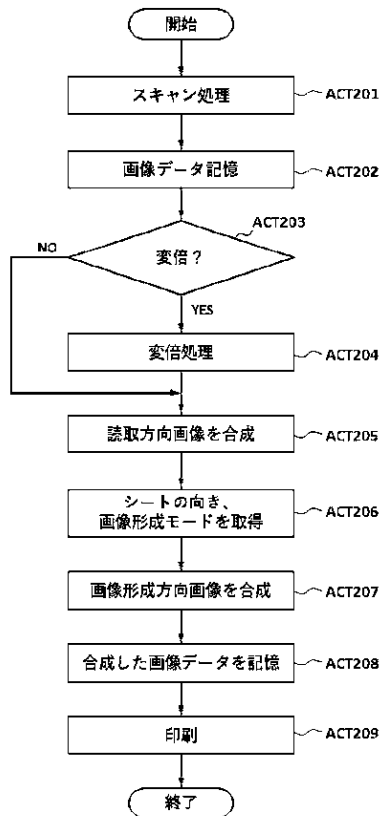 開始
スキャン処理
ACT201
画像データ記憶
ACT202
ACT203
変倍？
NO
YES
変倍処理
ACT204
読取方向画像を合成
ACT205
シートの向き、
画像形成モードを取得
ACT206
画像形成方向画像を合成
ACT207
合成した画像データを記憶
ACT208
印刷
ACT209
終了